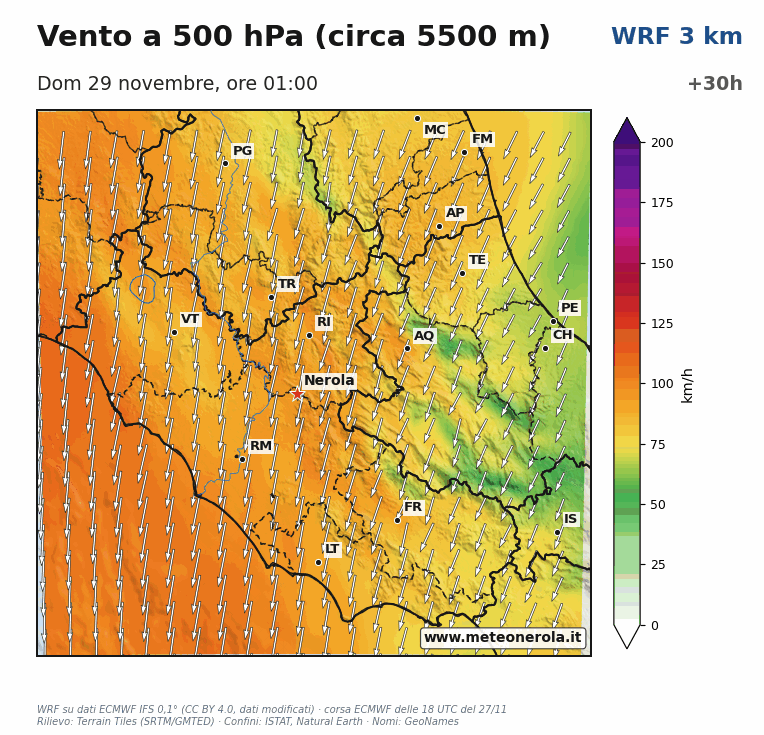 Vento a 500 hPa (circa 5500 m)
WRF 3 km
Dom 29 novembre, ore 01:00
+30h
MC
FM
PG
AP
TE
TR
PE
VT
RI
AQ
CH
Nerola
RM
FR
IS
LT
www.meteonerola.it
200
175
150
125
100
75
50
25
0
km/h
WRF su dati ECMWF IFS 0,1° (CC BY 4.0, dati modificati) · corsa ECMWF delle 18 UTC del 27/11
Rilievo: Terrain Tiles (SRTM/GMTED) · Confini: ISTAT, Natural Earth · Nomi: GeoNames